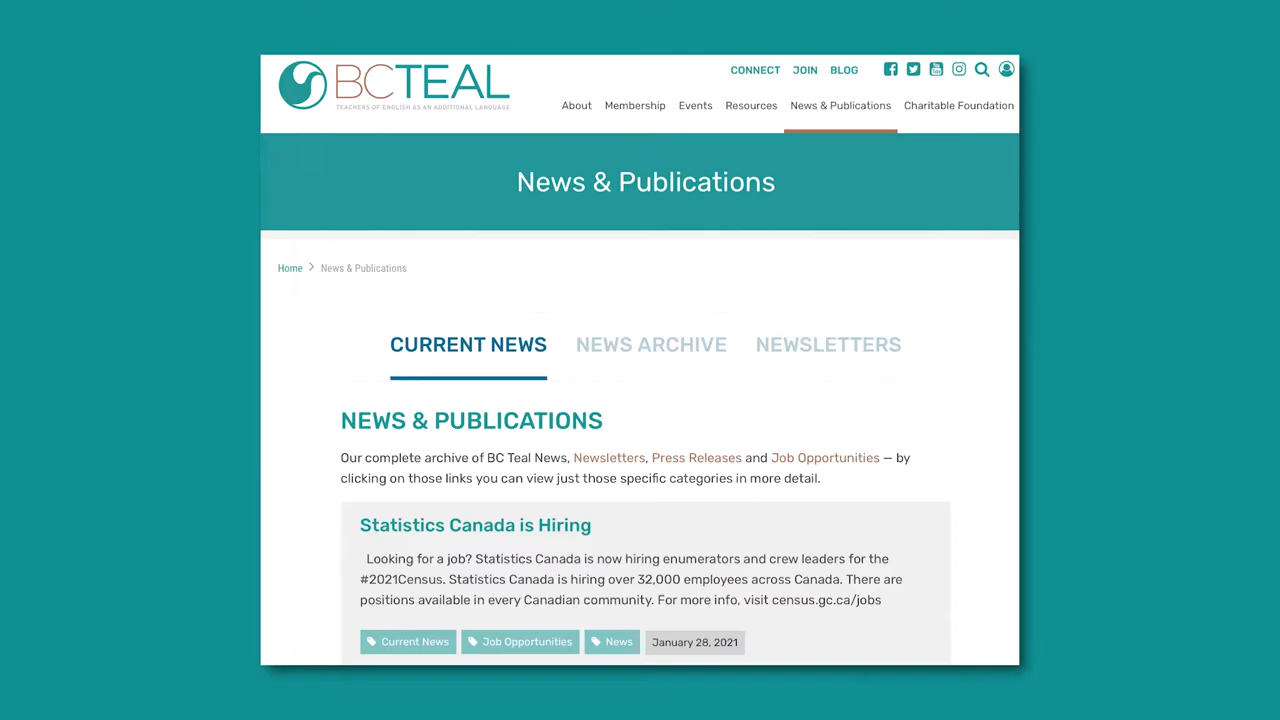 BCTEAL
TEACHERS OF ENGLISH AS AN ADDITIONAL LANGUAGE
CONNECT JOIN BLOG
About Membership Events Resources News & Publications Charitable Foundation
News & Publications
Home > News & Publications
CURRENT NEWS NEWS ARCHIVE NEWSLETTERS
NEWS & PUBLICATIONS
Our complete archive of BC Teal News, Newsletters, Press Releases and Job Opportunities — by
clicking on those links you can view just those specific categories in more detail.
Statistics Canada is Hiring
Looking for a job? Statistics Canada is now hiring enumerators and crew leaders for the
#2021Census. Statistics Canada is hiring over 32,000 employees across Canada. There are
positions available in every Canadian community. For more info, visit census.gc.ca/jobs
Current News Job Opportunities News January 28, 2021